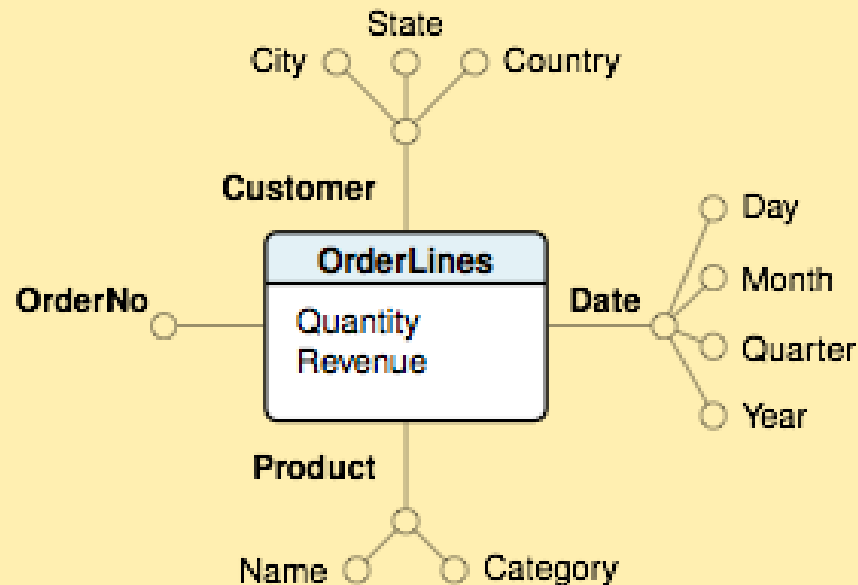 State
City
Country
Customer
Day
OrderLines
Month
OrderNo
Date
Quantity
Quarter
Revenue
Year
Product
Name
Category